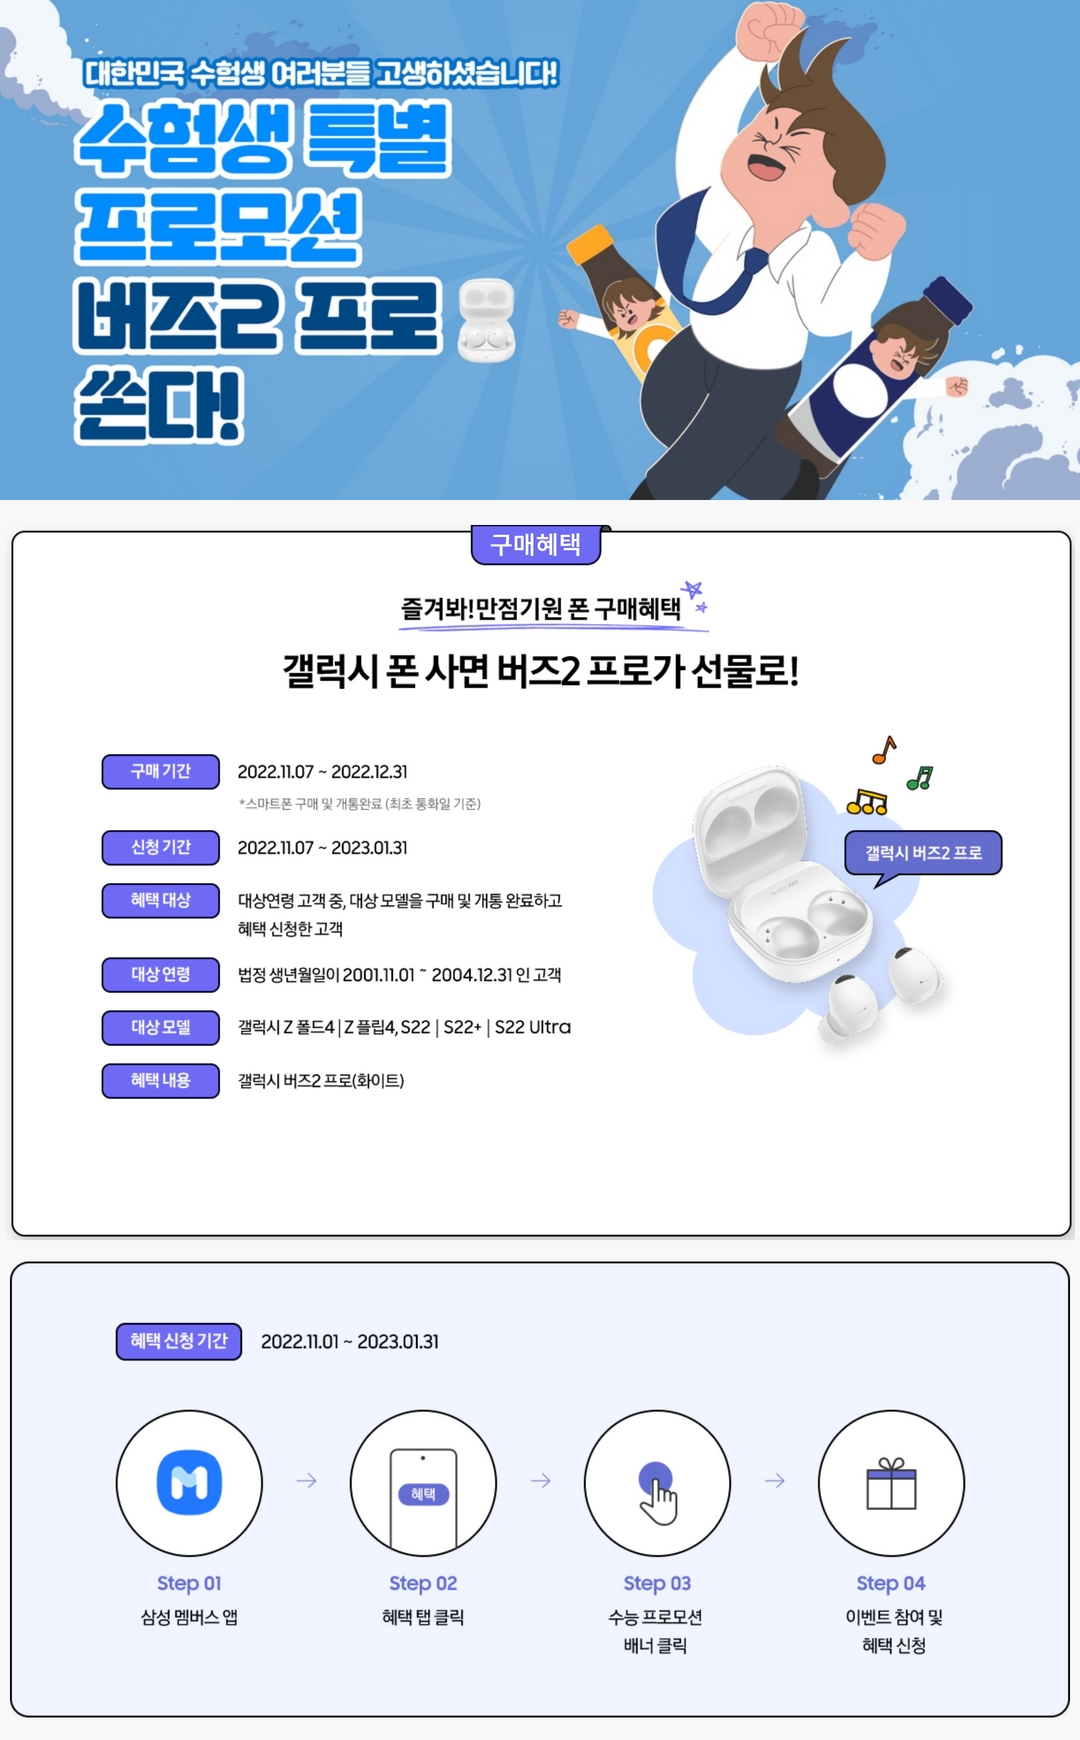 대한민국 수험생 여러분들 고생하셨습니다!
수험생 특별
프로모션
버즈2 프로
쏜다!
구매혜택
즐겨봐!만점기원 폰 구매혜택
갤럭시 폰 사면 버즈2 프로가 선물로!
구매 기간 2022.11.07 ~ 2022.12.31
*스마트폰 구매 및 개통완료 (최초 통화일 기준)
신청 기간 2022.11.07 ~ 2023.01.31
혜택 대상 대상연령 고객 중, 대상 모델을 구매 및 개통 완료하고
혜택 신청한 고객
대상 연령 법정 생년월일이 2001.11.01 ~ 2004.12.31 인 고객
대상 모델 갤럭시 Z 폴드4 | Z 플립4, S22 | S22+ | S22 Ultra
혜택 내용 갤럭시 버즈2 프로(화이트)
갤럭시 버즈2 프로
혜택 신청 기간 2022.11.01 ~ 2023.01.31
혜택
Step 01
삼성 멤버스 앱
Step 02
혜택 탭 클릭
Step 03
수능 프로모션
배너 클릭
Step 04
이벤트 참여 및
혜택 신청